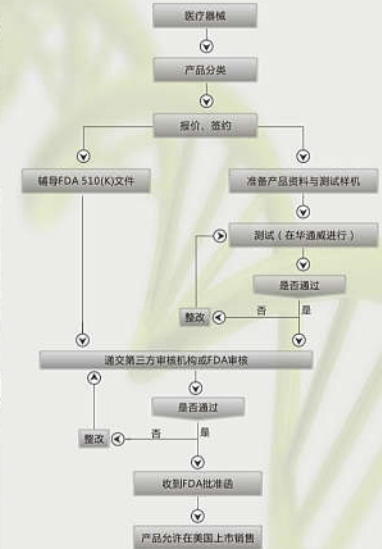 医疗器械
产品分类
报价、签约
辅导FDA 510(K)文件
准备产品资料与测试样机
测试（在华通威进行）
是否通过
整改
否
是
递交第三方审核机构或FDA审核
是否通过
整改
否
是
收到FDA批准函
产品允许在美国上市销售